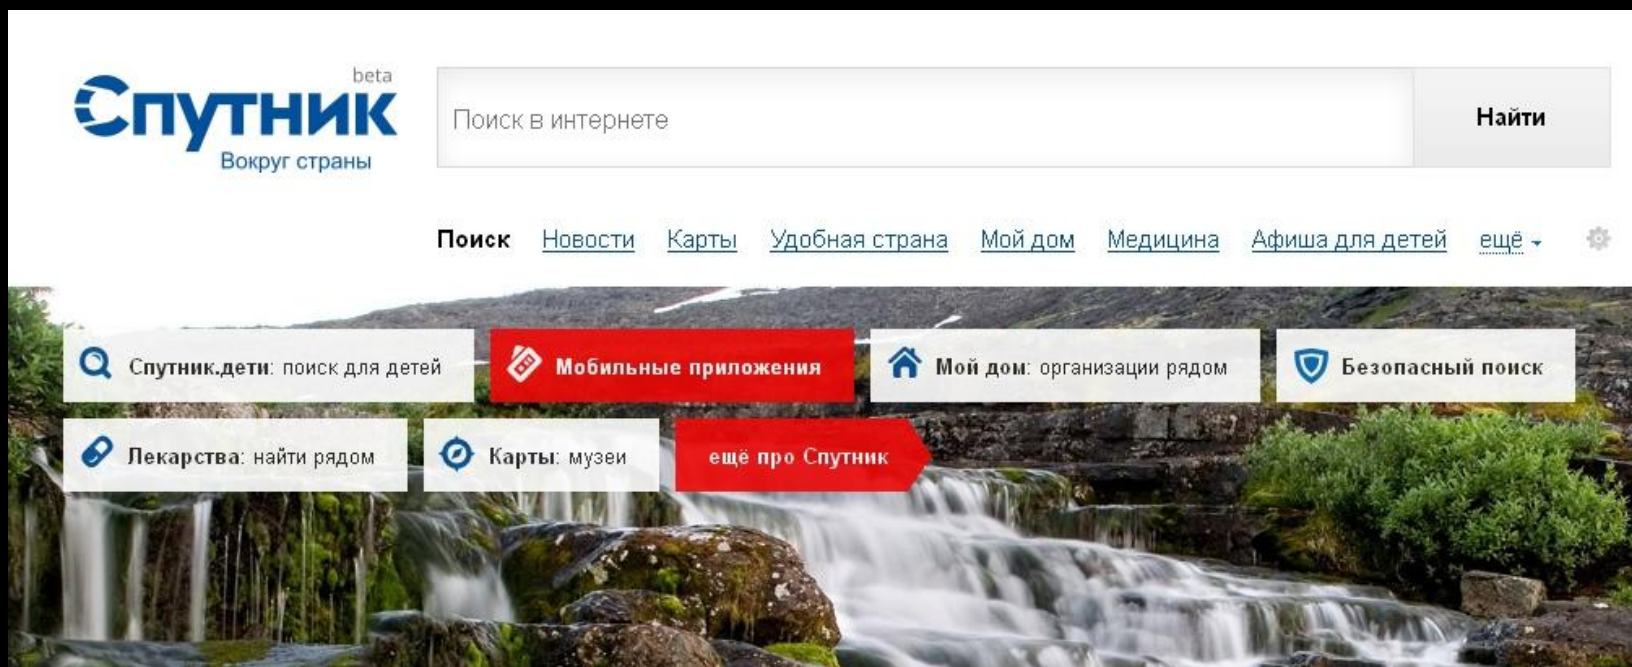 beta
Спутник
Вокруг страны
Поиск в интернете
Найти
Поиск Новости Карты Удобная страна Мой дом Медицина Афиша для детей ещё
Спутник.дети: поиск для детей
Мобильные приложения
Мой дом: организации рядом
Безопасный поиск
Лекарства: найти рядом
Карты: музеи
ещё про Спутник